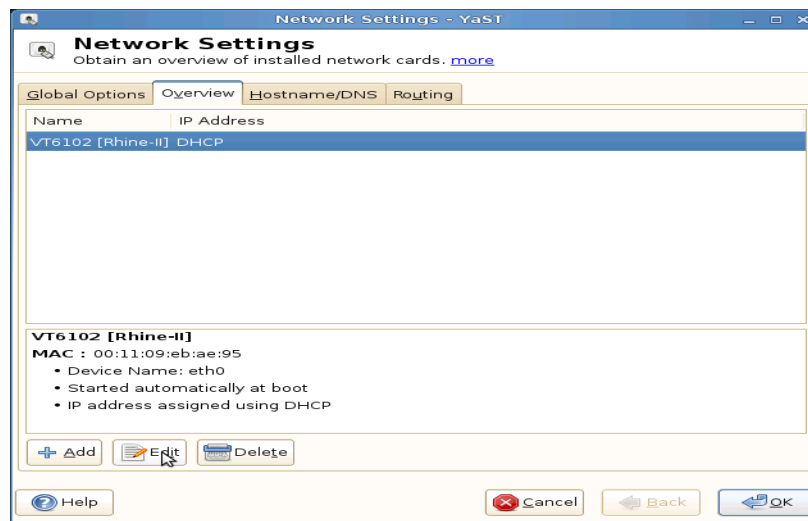 Network Settings - YaST
Network Settings
Obtain an overview of installed network cards. more
Global Options Overview Hostname/DNS Routing
Name IP Address
VT6102 [Rhine-II] DHCP
VT6102 [Rhine-II]
MAC : 00:11:09:eb:ae:95
• Device Name: eth0
• Started automatically at boot
• IP address assigned using DHCP
Add Edit Delete
Help Cancel Back OK